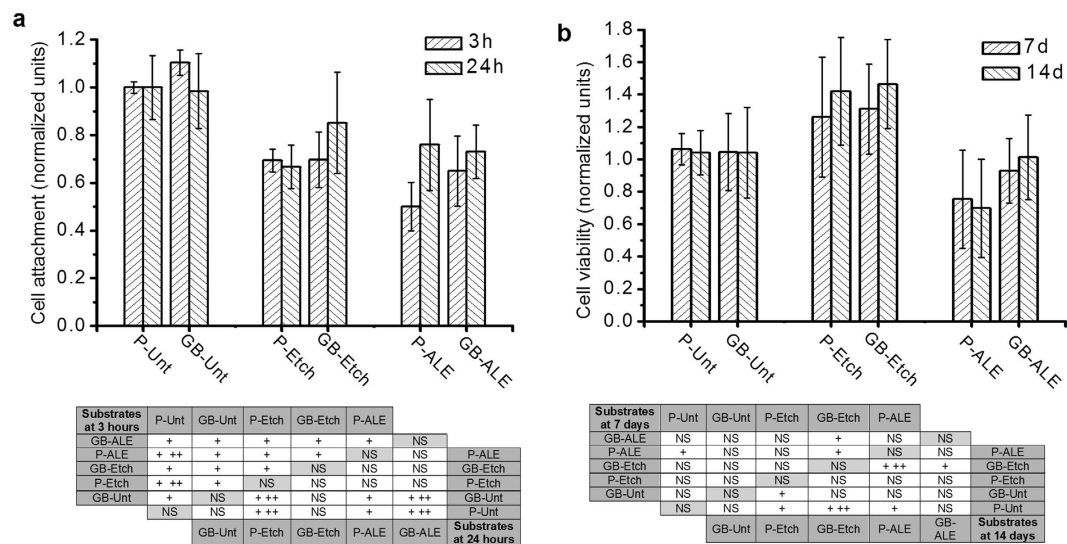 a
Cell attachment (normalized units)
1.2
1.0
0.8
0.6
0.4
0.2
0.0
3h
24h
P-Unt
GB-Unt
P-Etch
GB-Etch
P-ALE
GB-ALE
Substrates at 3 hours P-Unt GB-Unt P-Etch GB-Etch P-ALE
GB-ALE + + + + + NS
P-ALE + ++ + + + NS NS P-ALE
GB-Etch + + + NS NS NS GB-Etch
P-Etch + ++ + NS NS NS NS P-Etch
GB-Unt + NS + ++ NS + + ++ GB-Unt
NS NS + ++ NS + + ++ P-Unt
GB-Unt P-Etch GB-Etch P-ALE GB-ALE Substrates at 24 hours
b
Cell viability (normalized units)
1.8
1.6
1.4
1.2
1.0
0.8
0.6
0.4
0.2
0.0
7d
14d
P-Unt
GB-Unt
P-Etch
GB-Etch
P-ALE
GB-ALE
Substrates at 7 days P-Unt GB-Unt P-Etch GB-Etch P-ALE
GB-ALE NS NS NS + NS NS
P-ALE + NS NS + NS NS P-ALE
GB-Etch NS NS NS NS + ++ + GB-Etch
P-Etch NS NS NS NS NS NS P-Etch
GB-Unt NS NS + NS NS NS GB-Unt
NS NS + + ++ + NS P-Unt
GB-Unt P-Etch GB-Etch P-ALE GB-ALE Substrates at 14 days